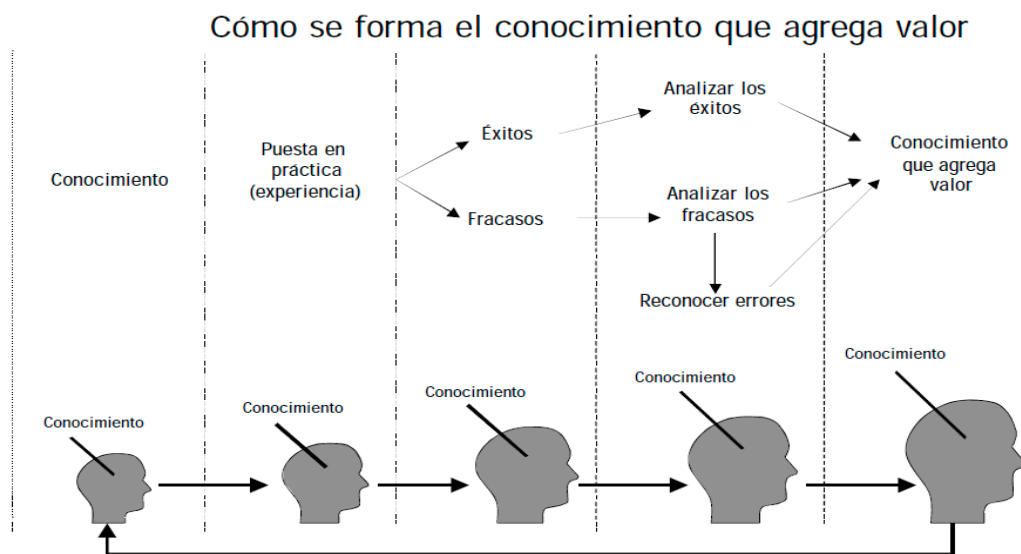 Cómo se forma el conocimiento que agrega valor
Conocimiento
Puesta en
práctica
(experiencia)
Éxitos
Fracasos
Analizar los
éxitos
Analizar los
fracasos
Reconocer errores
Conocimiento
que agrega
valor
Conocimiento
Conocimiento
Conocimiento
Conocimiento
Conocimiento